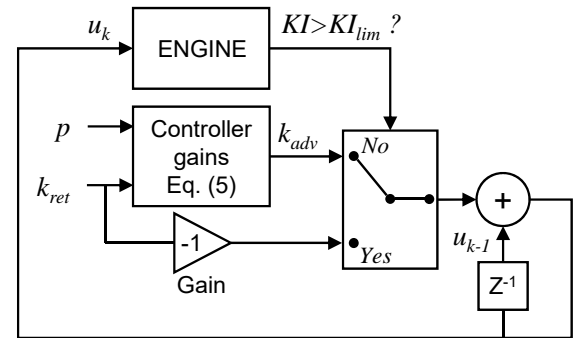 u_k
ENGINE
KI>KI_lim ?
p
Controller
gains
Eq. (5)
k_adv
No
k_ret
-1
Gain
Yes
+
u_k-1
Z⁻¹